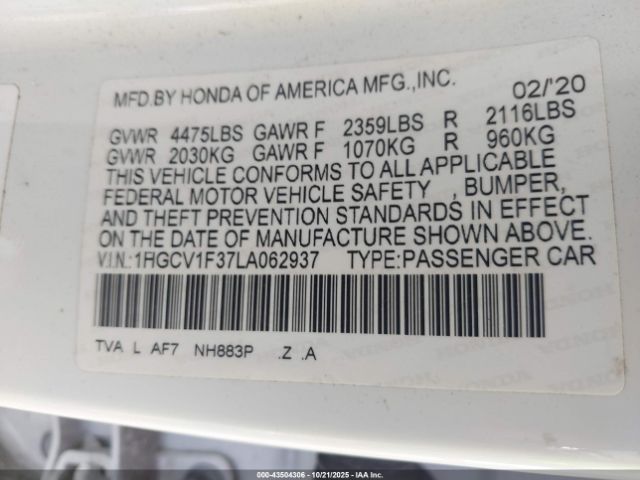 MFD.BY HONDA OF AMERICA MFG.,INC. 02/'20
GVWR 4475LBS GAWR F 2359LBS R 2116LBS
GVWR 2030KG GAWR F 1070KG R 960KG
THIS VEHICLE CONFORMS TO ALL APPLICABLE
FEDERAL MOTOR VEHICLE SAFETY , BUMPER,
AND THEFT PREVENTION STANDARDS IN EFFECT
ON THE DATE OF MANUFACTURE SHOWN ABOVE.
V.I.N.:1HGCV1F37LA062937 TYPE:PASSENGER CAR
TVA L AF7 NH883P .Z .A
000-43504306 - 10/21/2025 - IAA Inc.